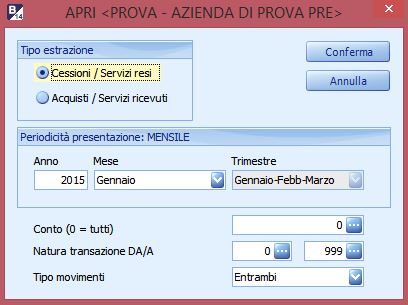 B 14
APRI <PROVA - AZIENDA DI PROVA PRE>
Tipo estrazione
Cessioni / Servizi resi
Acquisti / Servizi ricevuti
Conferma
Annulla
Periodicità presentazione: MENSILE
Anno Mese Trimestre
2015 Gennaio Gennaio-Febb-Marzo
Conto (0 = tutti) 0
Natura transazione DA/A 0 999
Tipo movimenti Entrambi